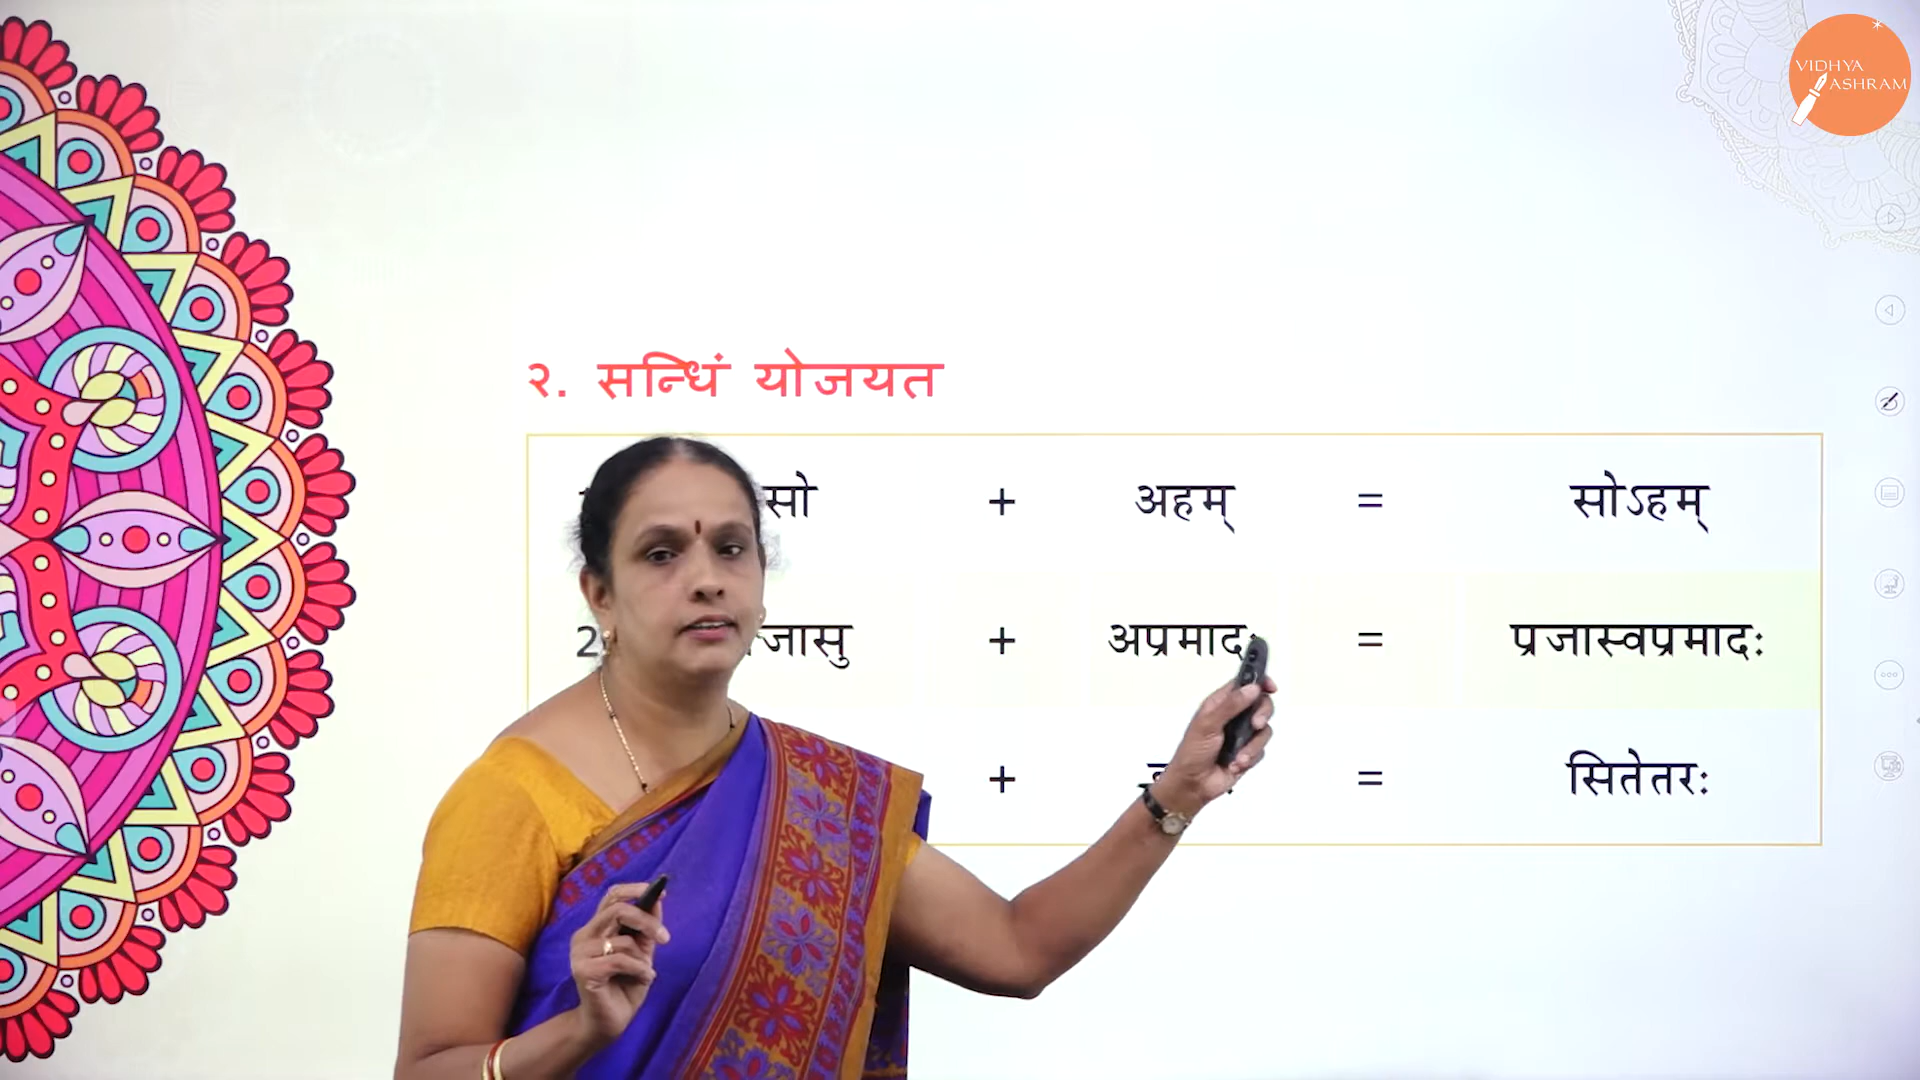 VIDHYA
ASHRAM
२. सन्धिं योजयत
सो + अहम् = सोऽहम्
2 + अप्रमादः = प्रजास्वप्रमादः
+ = सितेतरः